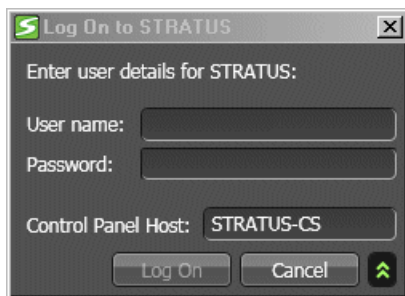 Log On to STRATUS
Enter user details for STRATUS:
User name:
Password:
Control Panel Host: STRATUS-CS
Log On Cancel